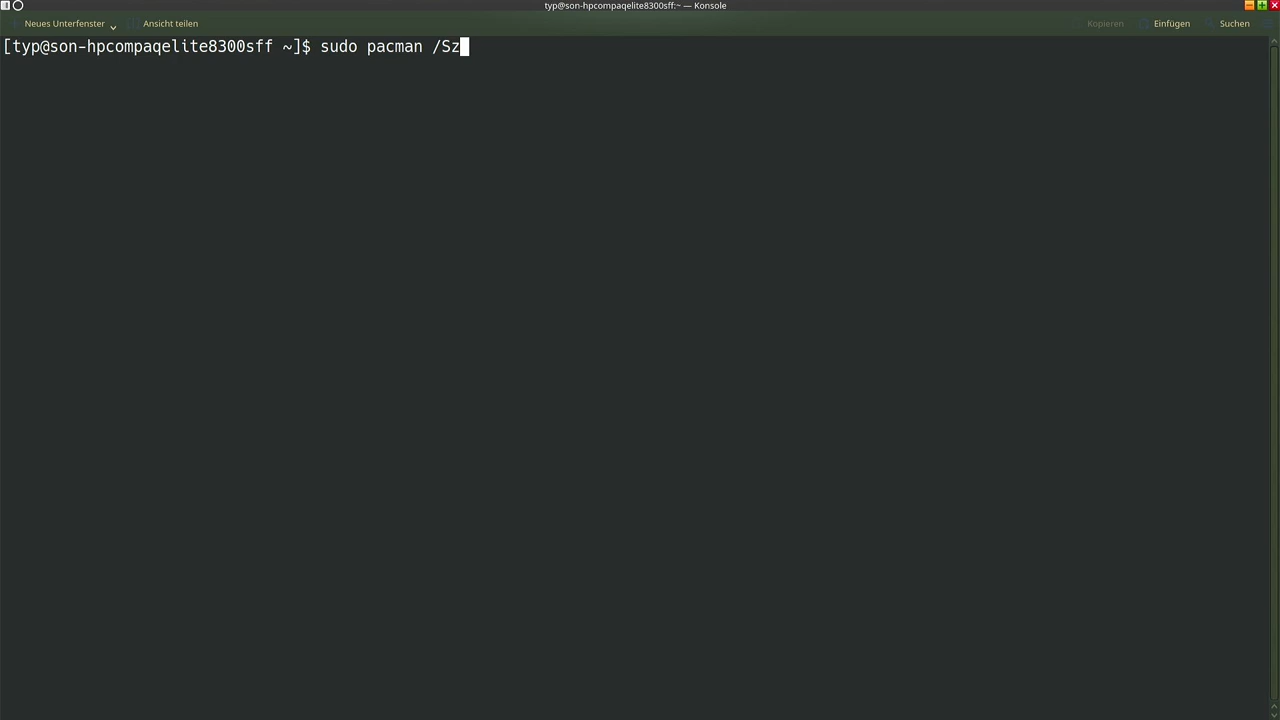 typ@son-hpcompaqelite8300sff:~ — Konsole
Neues Unterfenster Ansicht teilen Kopieren Einfügen Suchen
[typ@son-hpcompaqelite8300sff ~]$ sudo pacman /Sz